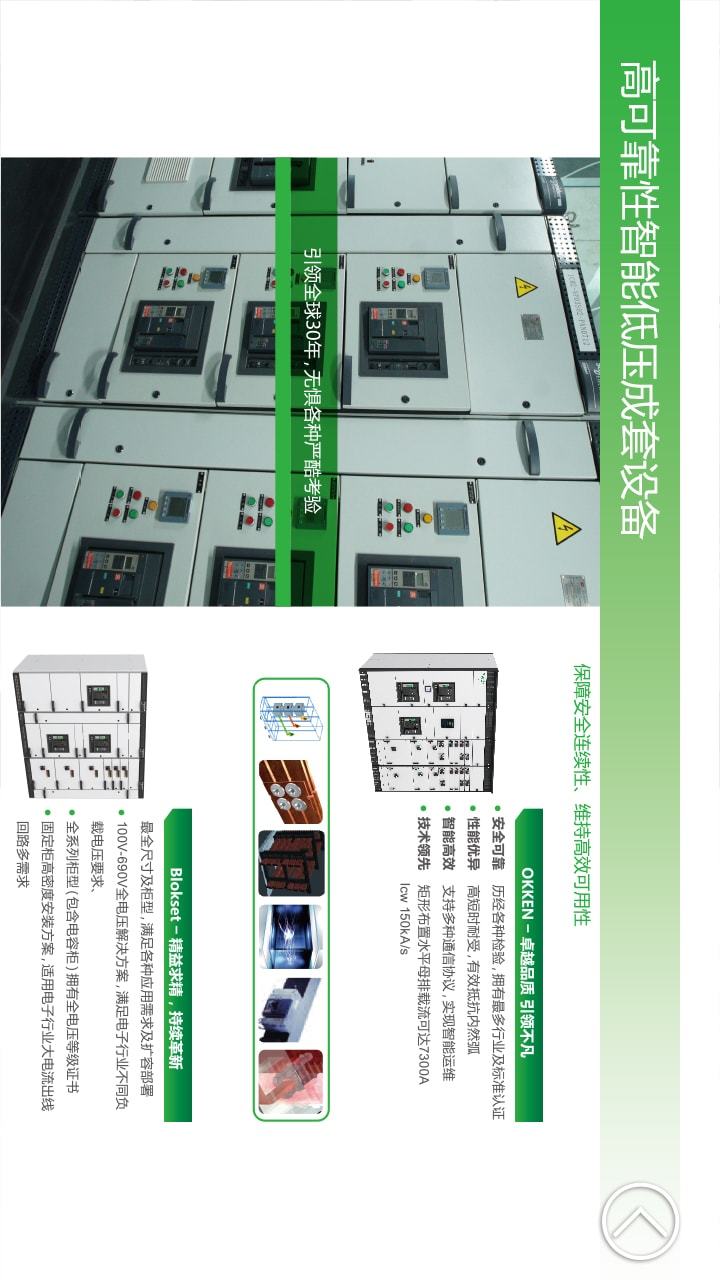 高可靠性智能低压成套设备
引领全球30年，无惧各种严酷考验
保障安全连续性、维持高效可用性
OKKEN – 卓越品质 引领不凡
• 安全可靠 历经各种检验，拥有最多行业及标准认证
• 性能优异 高短时耐受，有效抵抗内然弧
• 智能高效 支持多种通信协议，实现智能运维
• 技术领先 矩形布置水平母排载流可达7300A
Icw 150kA/s
Blokset – 精益求精，持续革新
最全尺寸及柜型，满足各种应用需求及扩容部署
• 100V-690V全电压解决方案，满足电子行业不同负
载电压要求、
• 全系列柜型（包含电容柜）拥有全电压等级证书
• 固定柜高密度安装方案，适用电子行业大电流出线
回路多需求